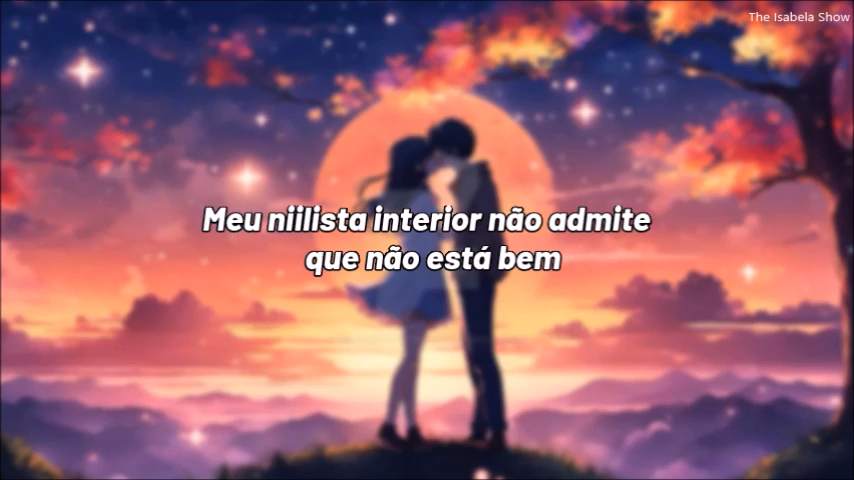 The Isabela Show
Meu niilista interior não admite
que não está bem